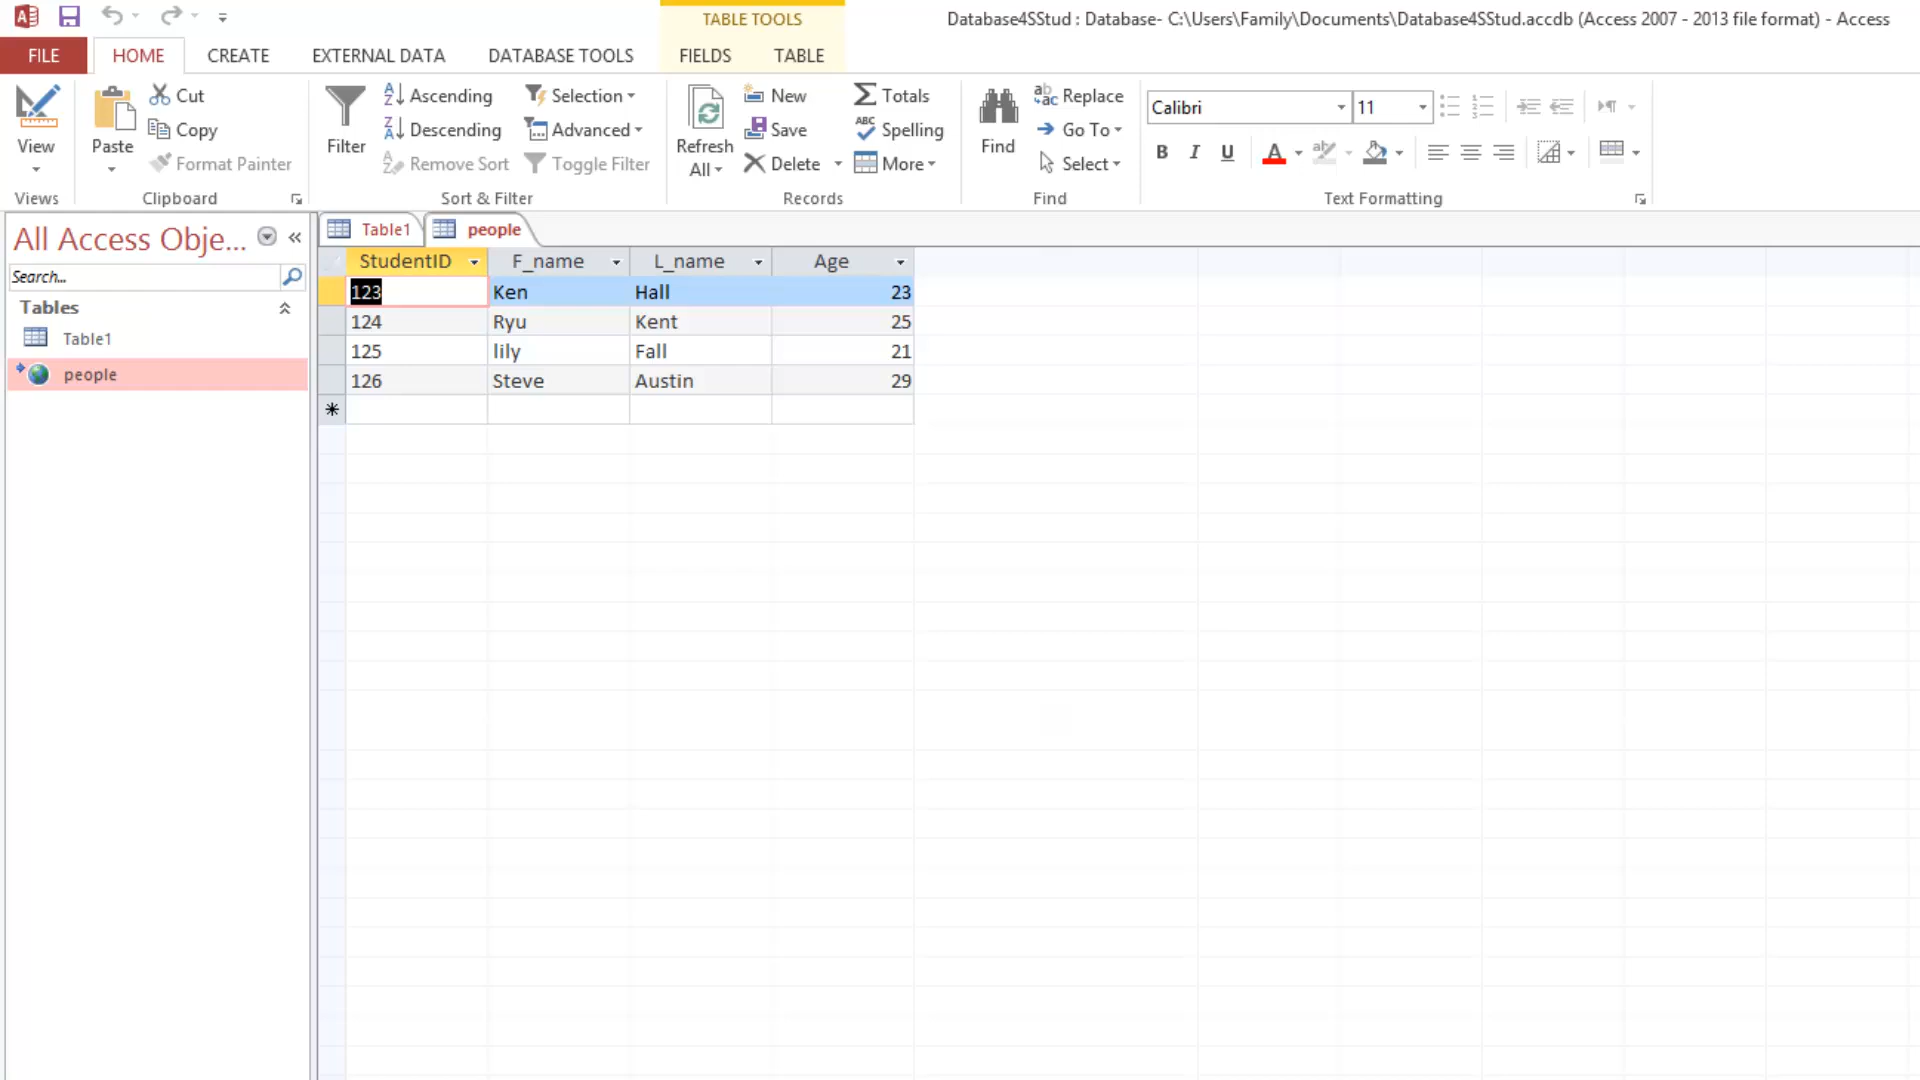 TABLE TOOLS
Database4SStud : Database- C:\Users\Family\Documents\Database4SStud.accdb (Access 2007 - 2013 file format) - Access
FILE HOME CREATE EXTERNAL DATA DATABASE TOOLS FIELDS TABLE
View
Views
Paste
Cut
Copy
Format Painter
Clipboard
Filter
Ascending
Descending
Remove Sort
Selection
Advanced
Toggle Filter
Sort & Filter
Refresh
All
New
Save
Delete
Totals
Spelling
More
Records
Find
Replace
Go To
Select
Find
Calibri 11
B I U A
Text Formatting
All Access Obje...
Search...
Tables
Table1
people
Table1 people
StudentID F_name L_name Age
123 Ken Hall 23
124 Ryu Kent 25
125 lily Fall 21
126 Steve Austin 29